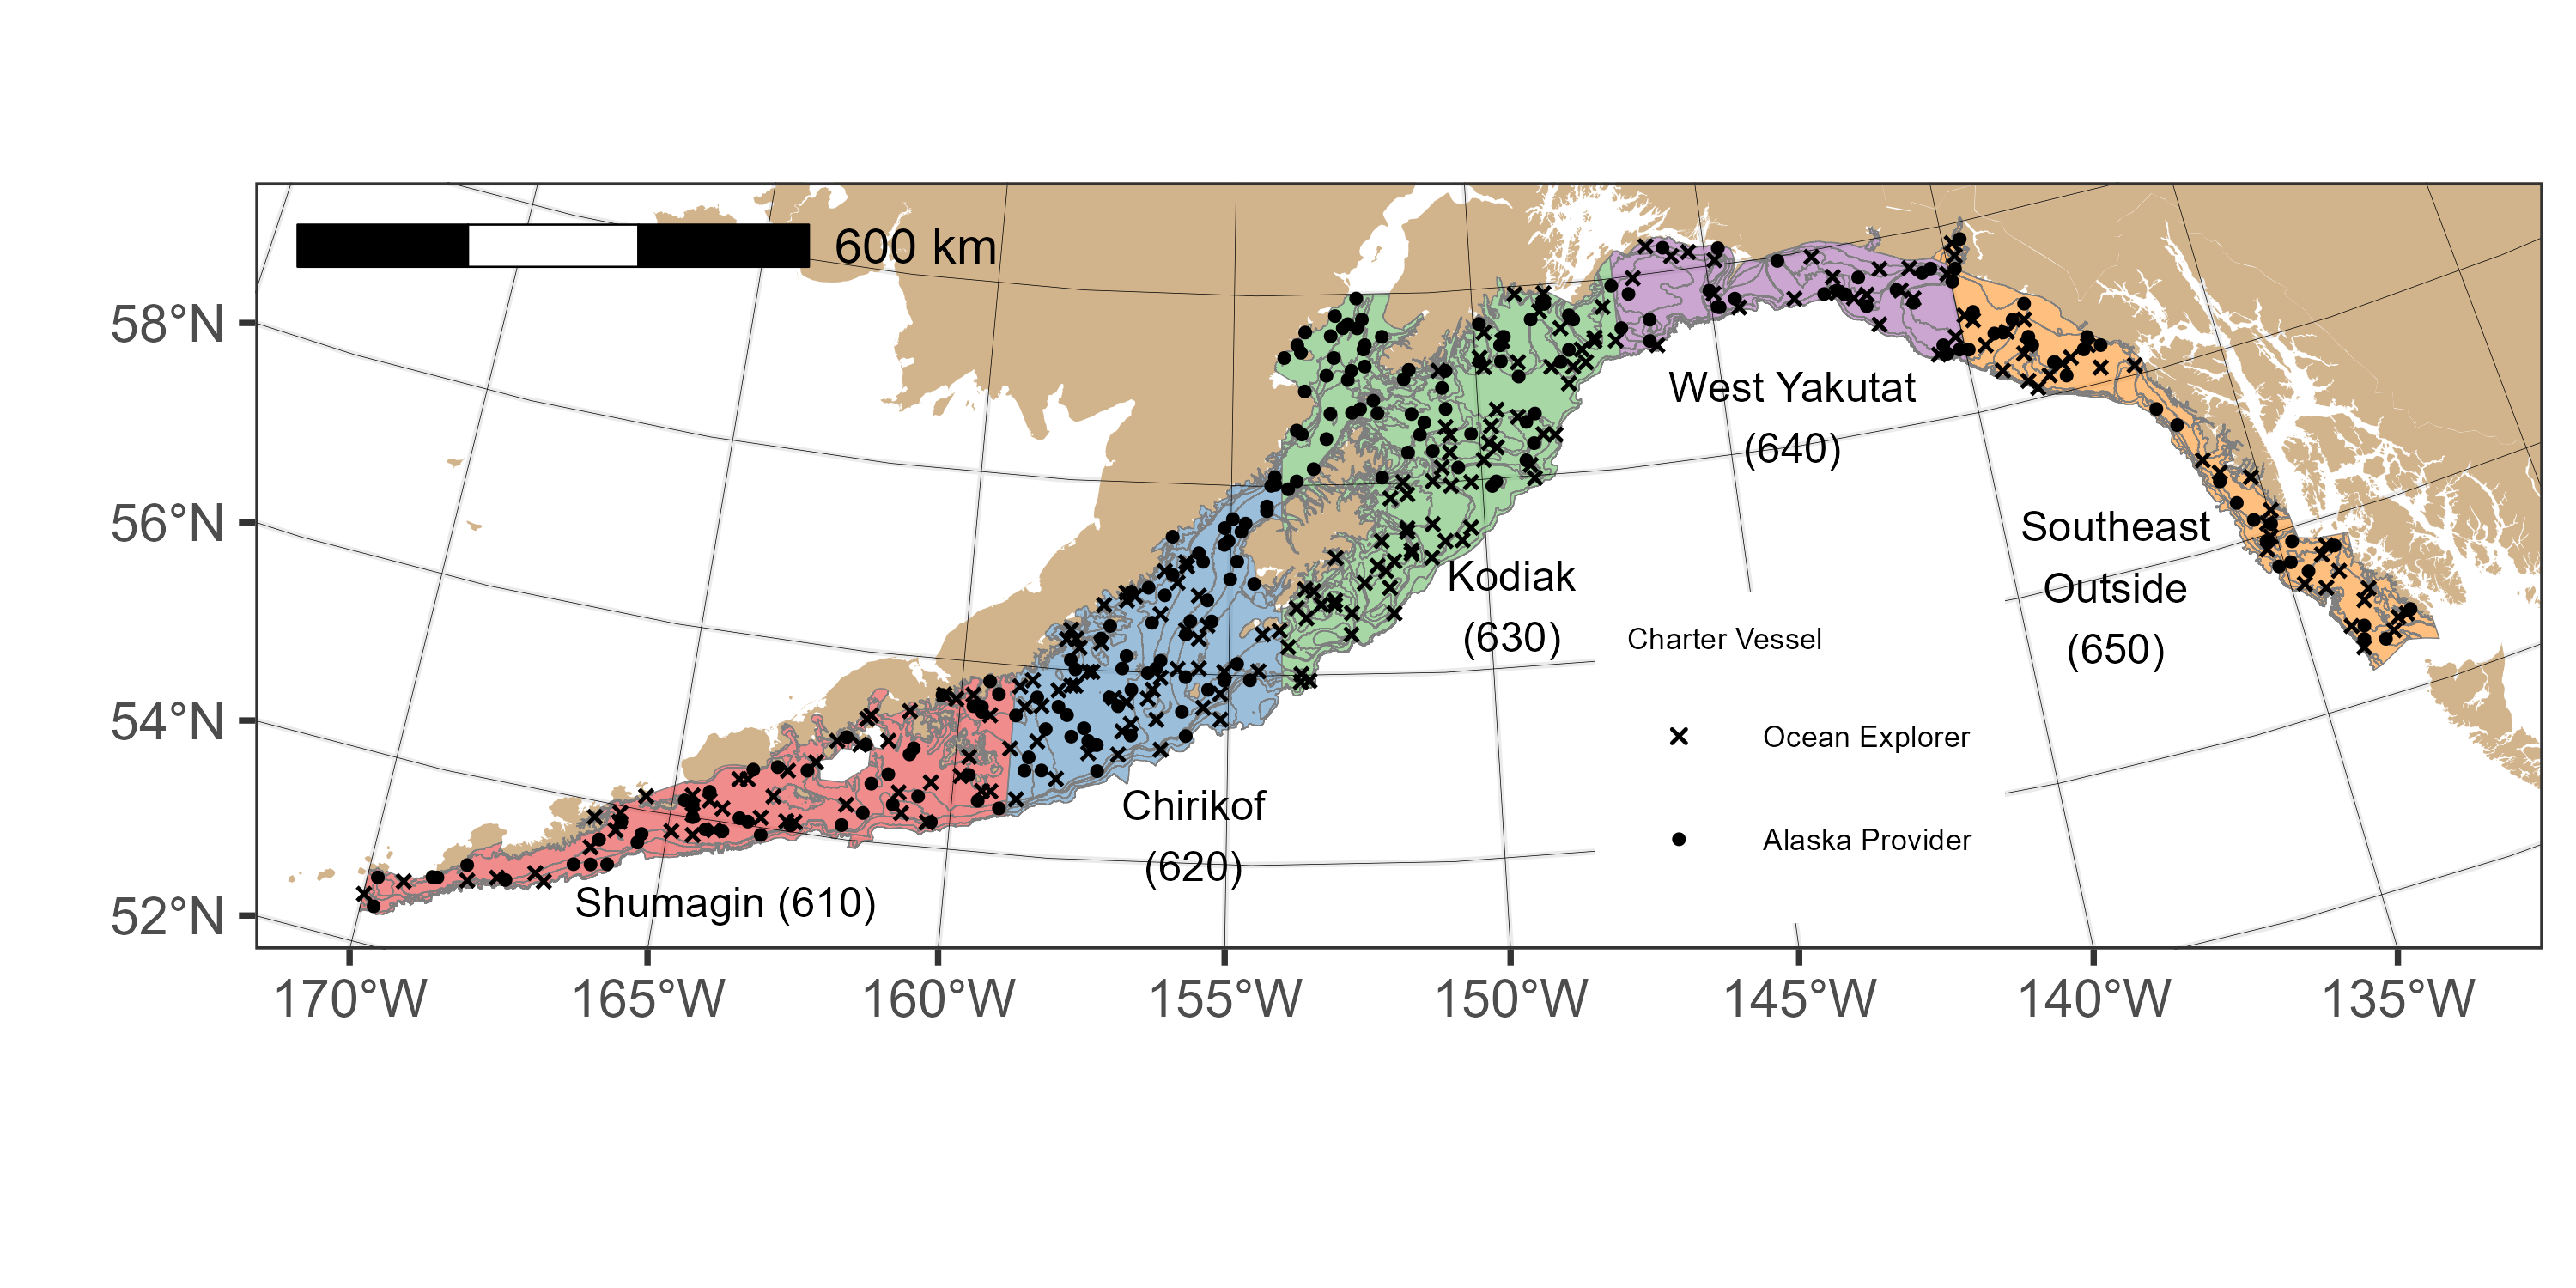 600 km
58°N
56°N
54°N
52°N
West Yakutat
(640)
Southeast
Outside
(650)
Kodiak
(630)
Chirikof
(620)
Shumagin (610)
Charter Vessel
Ocean Explorer
Alaska Provider
170°W 165°W 160°W 155°W 150°W 145°W 140°W 135°W